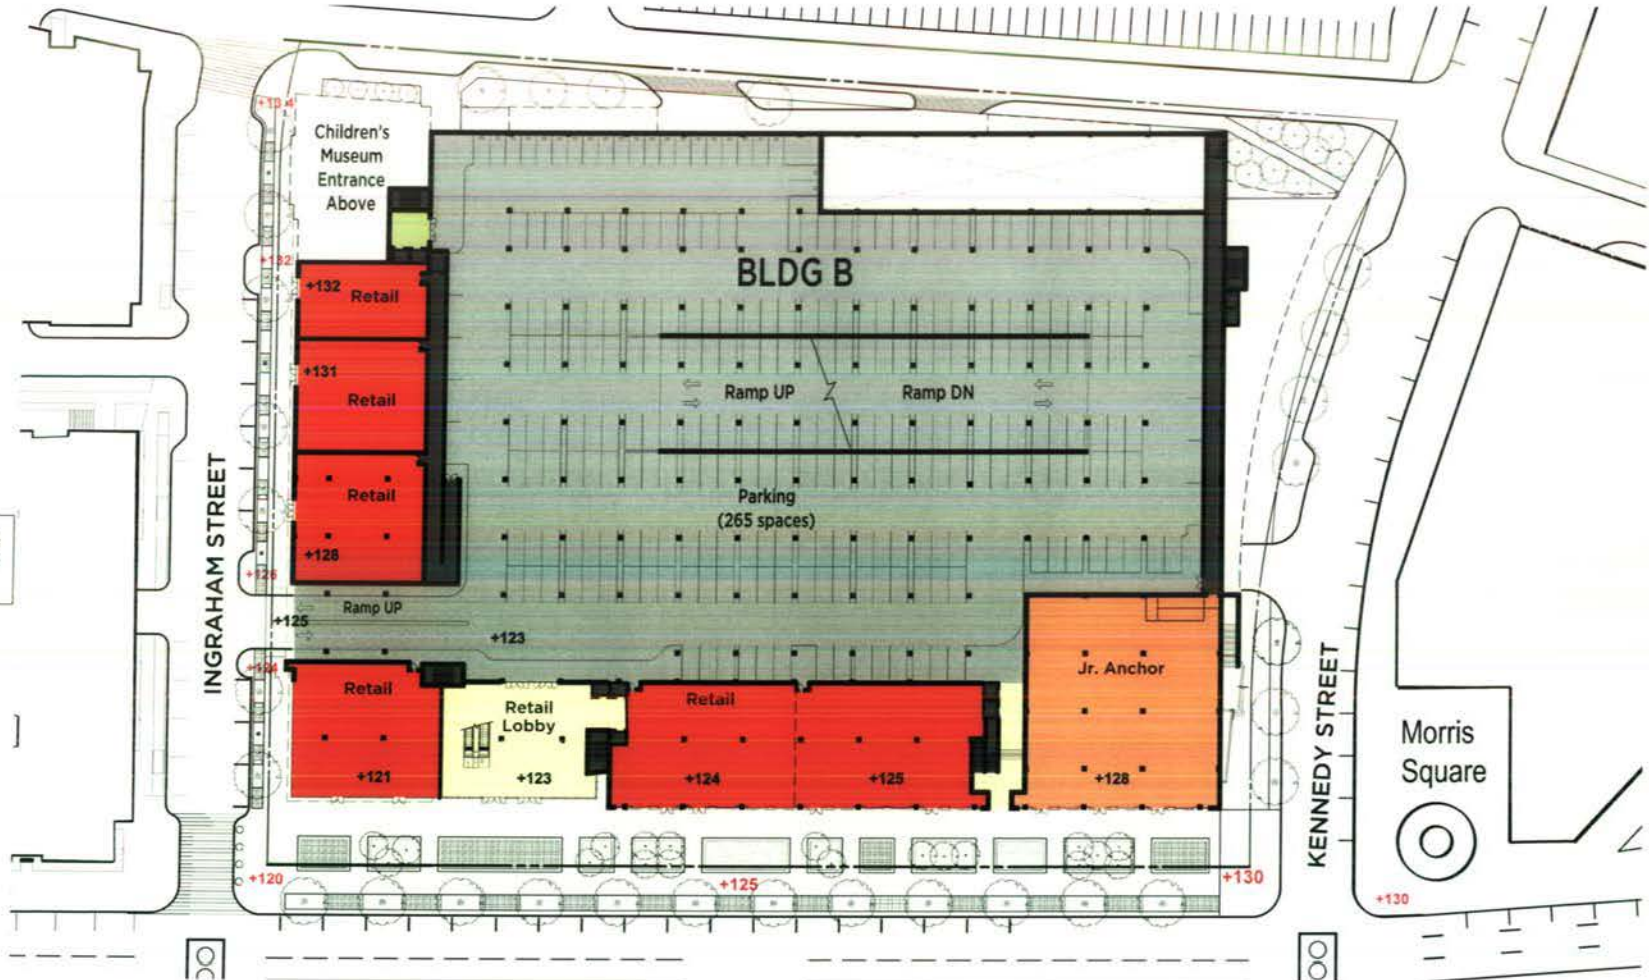 +134
Children's
Museum
Entrance
Above
+132
+132
Retail
BLDG B
+131
Retail
Ramp UP
Ramp DN
Retail
Parking
(265 spaces)
+128
+126
INGRAHAM STREET
Ramp UP
+125
+123
+124
Retail
Retail
Lobby
Retail
Jr. Anchor
+121
+123
+124
+125
+128
KENNEDY STREET
Morris
Square
+120
+125
+130
+130